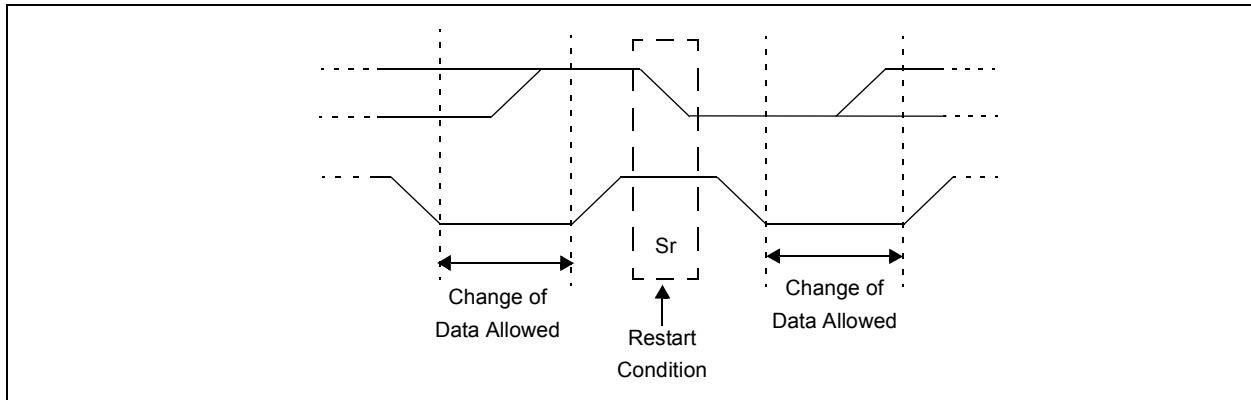 Sr
Change of
Data Allowed
Restart
Condition
Change of
Data Allowed